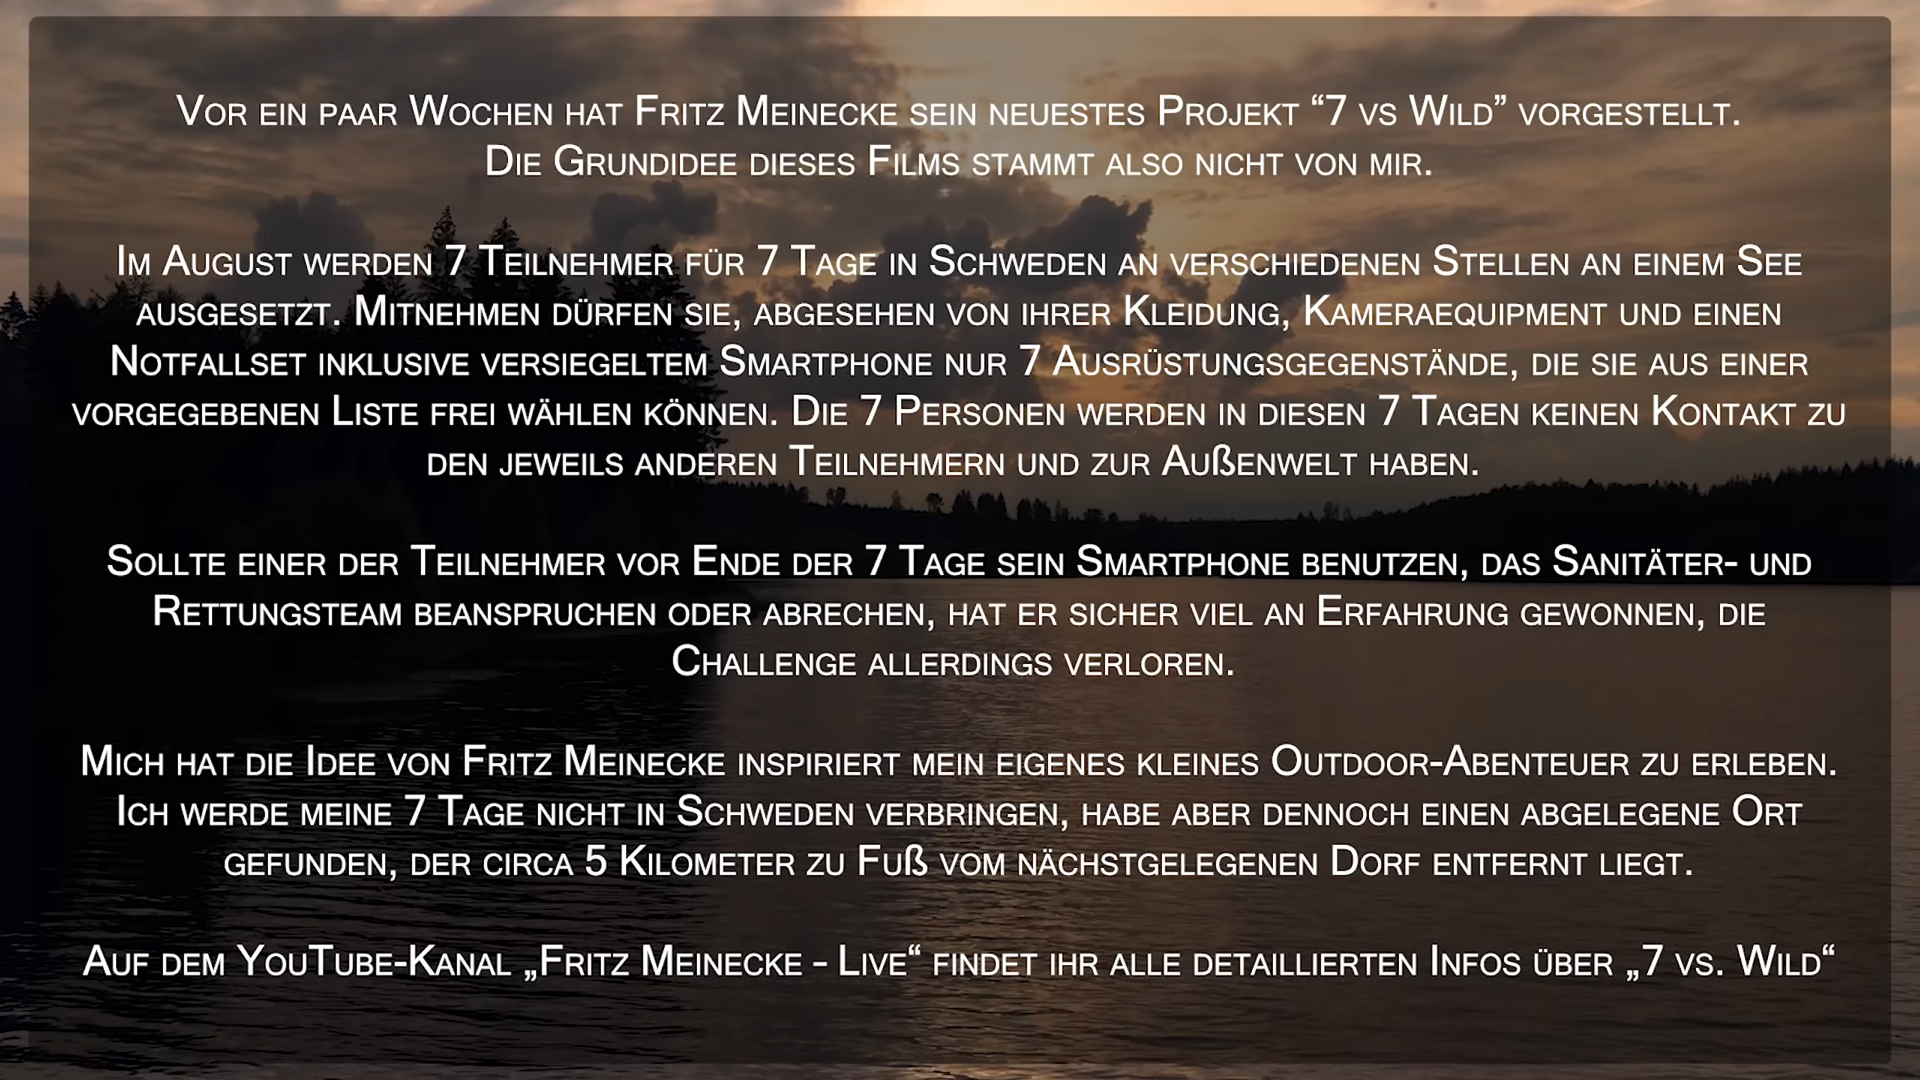 Vor ein paar Wochen hat Fritz Meinecke sein neuestes Projekt “7 vs Wild” vorgestellt.
Die Grundidee dieses Films stammt also nicht von mir.
Im August werden 7 Teilnehmer für 7 Tage in Schweden an verschiedenen Stellen an einem See
ausgesetzt. Mitnehmen dürfen sie, abgesehen von ihrer Kleidung, Kameraequipment und einen
Notfallset inklusive versiegeltem Smartphone nur 7 Ausrüstungsgegenstände, die sie aus einer
vorgegebenen Liste frei wählen können. Die 7 Personen werden in diesen 7 Tagen keinen Kontakt zu
den jeweils anderen Teilnehmern und zur Außenwelt haben.
Sollte einer der Teilnehmer vor Ende der 7 Tage sein Smartphone benutzen, das Sanitäter- und
Rettungsteam beanspruchen oder abrechen, hat er sicher viel an Erfahrung gewonnen, die
Challenge allerdings verloren.
Mich hat die Idee von Fritz Meinecke inspiriert mein eigenes kleines Outdoor-Abenteuer zu erleben.
Ich werde meine 7 Tage nicht in Schweden verbringen, habe aber dennoch einen abgelegene Ort
gefunden, der circa 5 Kilometer zu Fuß vom nächstgelegenen Dorf entfernt liegt.
Auf dem YouTube-Kanal „Fritz Meinecke - Live“ findet ihr alle detaillierten Infos über „7 vs. Wild“